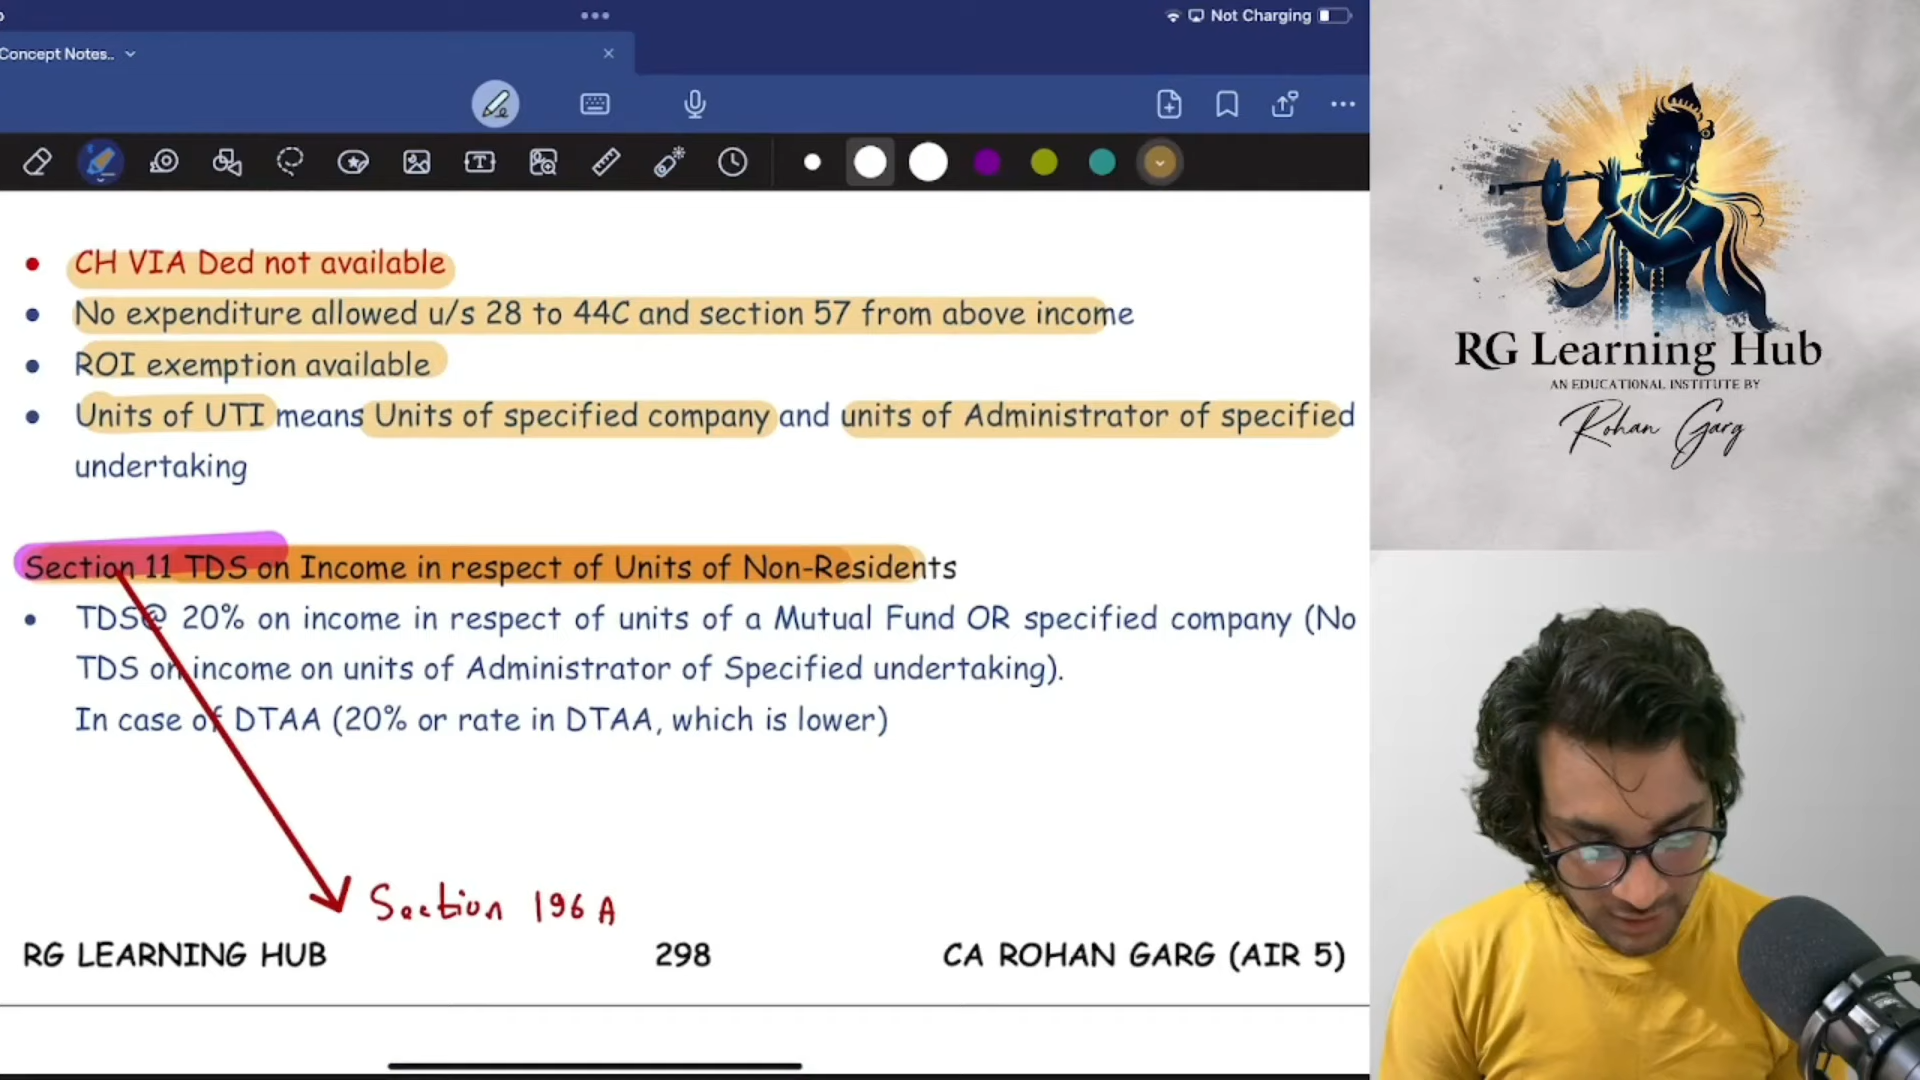 Not Charging
Concept Notes..
CH VIA Ded not available
No expenditure allowed u/s 28 to 44C and section 57 from above income
ROI exemption available
Units of UTI means Units of specified company and units of Administrator of specified
undertaking
Section 11 TDS on Income in respect of Units of Non-Residents
TDS@ 20% on income in respect of units of a Mutual Fund OR specified company (No
TDS on income on units of Administrator of Specified undertaking).
In case of DTAA (20% or rate in DTAA, which is lower)
Section 196A
RG LEARNING HUB 298 CA ROHAN GARG (AIR 5)
RG Learning Hub
AN EDUCATIONAL INSTITUTE BY
Rohan Garg